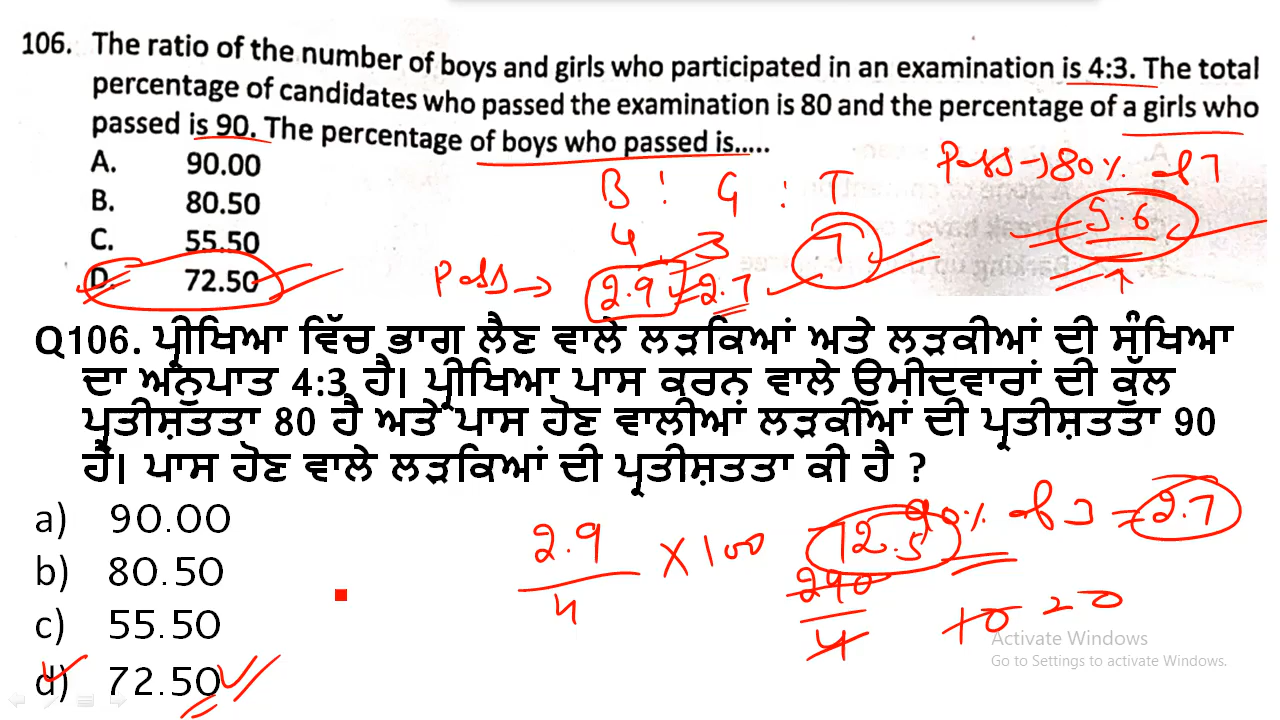 106. The ratio of the number of boys and girls who participated in an examination is 4:3. The total
percentage of candidates who passed the examination is 80 and the percentage of a girls who
passed is 90. The percentage of boys who passed is.....
A. 90.00
B. 80.50
C. 55.50
D. 72.50
Pass → 80% of 7
5.6
B : G : T
4 3 7
Pass → 2.9 2.7
Q106. ਪ੍ਰੀਖਿਆ ਵਿੱਚ ਭਾਗ ਲੈਣ ਵਾਲੇ ਲੜਕਿਆਂ ਅਤੇ ਲੜਕੀਆਂ ਦੀ ਸੰਖਿਆ
ਦਾ ਅਨੁਪਾਤ 4:3 ਹੈ। ਪ੍ਰੀਖਿਆ ਪਾਸ ਕਰਨ ਵਾਲੇ ਉਮੀਦਵਾਰਾਂ ਦੀ ਕੁੱਲ
ਪ੍ਰਤੀਸ਼ਤਤਾ 80 ਹੈ ਅਤੇ ਪਾਸ ਹੋਣ ਵਾਲੀਆਂ ਲੜਕੀਆਂ ਦੀ ਪ੍ਰਤੀਸ਼ਤਤਾ 90
ਹੈ। ਪਾਸ ਹੋਣ ਵਾਲੇ ਲੜਕਿਆਂ ਦੀ ਪ੍ਰਤੀਸ਼ਤਤਾ ਕੀ ਹੈ ?
a) 90.00
b) 80.50
c) 55.50
d) 72.50
90% of 3 = 2.7
2.9
4
× 100
72.5
290
4
Activate Windows
Go to Settings to activate Windows.